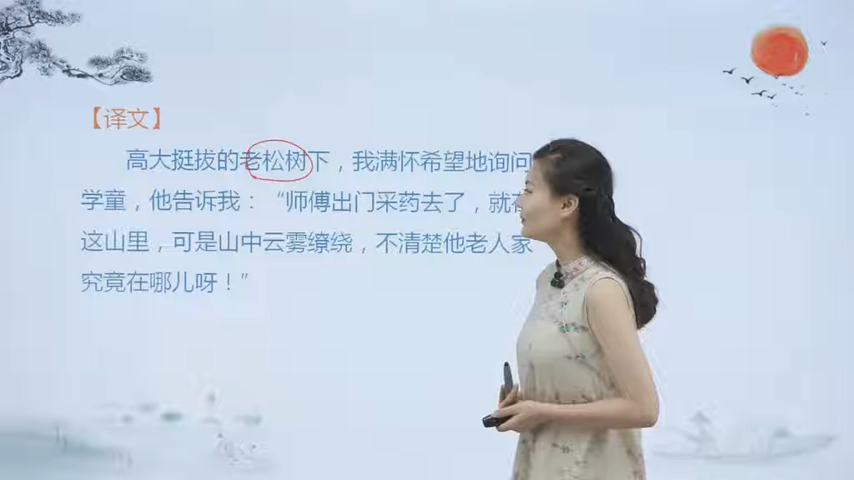 【译文】
高大挺拔的老松树下，我满怀希望地询问
学童，他告诉我：“师傅出门采药去了，就在
这山里，可是山中云雾缭绕，不清楚他老人家
究竟在哪儿呀！”